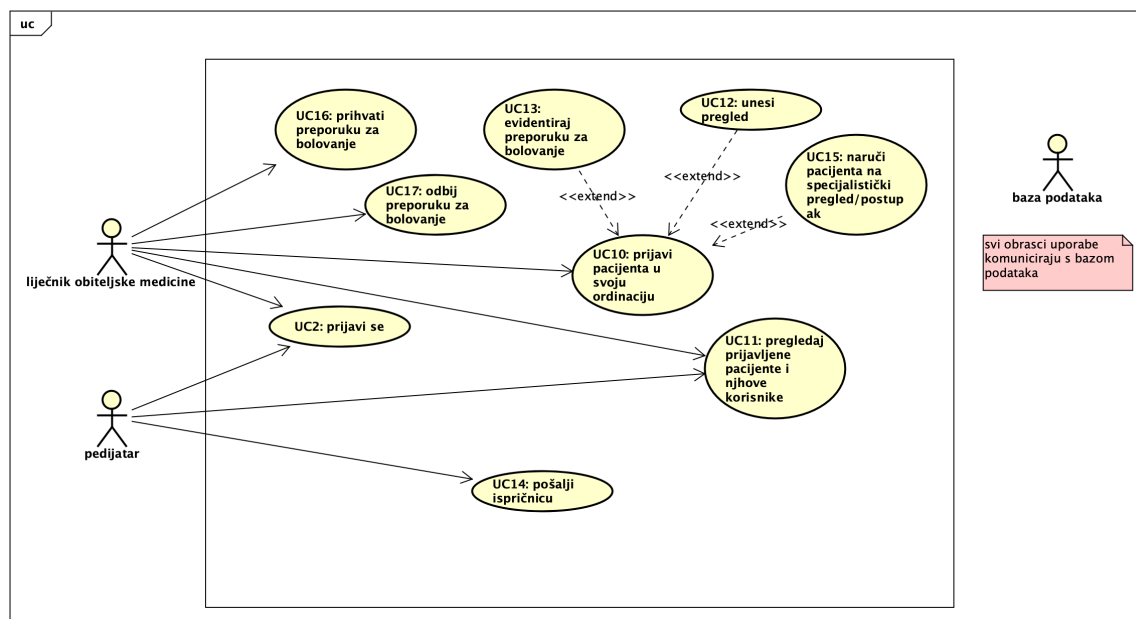 uc
UC16: prihvati
preporuku za
bolovanje
UC13:
evidentiraj
preporuku za
bolovanje
UC12: unesi
pregled
UC15: naruči
pacijenta na
specijalistički
pregled/postup
ak
<<extend>>
<<extend>>
<<extend>>
UC17: odbij
preporuku za
bolovanje
baza podataka
svi obrasci uporabe
komuniciraju s bazom
podataka
liječnik obiteljske medicine
UC10: prijavi
pacijenta u
svoju
ordinaciju
UC2: prijavi se
UC11: pregledaj
prijavljene
pacijente i
njhove
korisnike
pedijatar
UC14: pošalji
ispričnicu